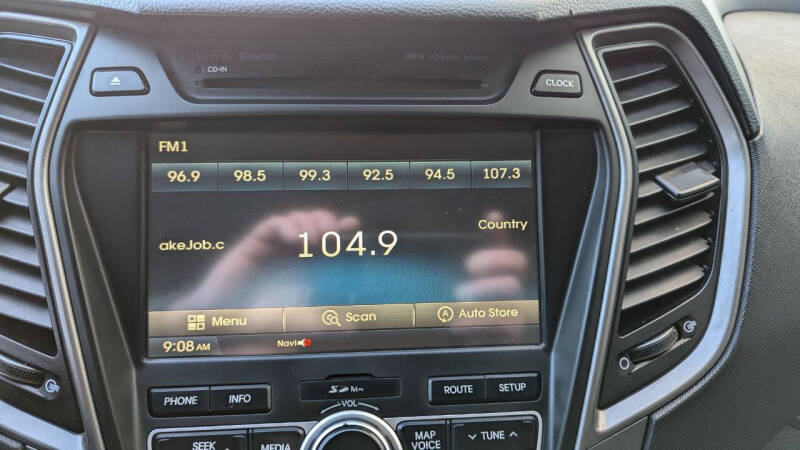 Bluetooth MP3
CD-IN
CLOCK
FM1
96.9 98.5 99.3 92.5 94.5 107.3
Country
akeJob.c 104.9
Menu Scan Auto Store
9:08 AM Navi
PHONE INFO ROUTE SETUP
VOL
SEEK MEDIA MAP VOICE TUNE